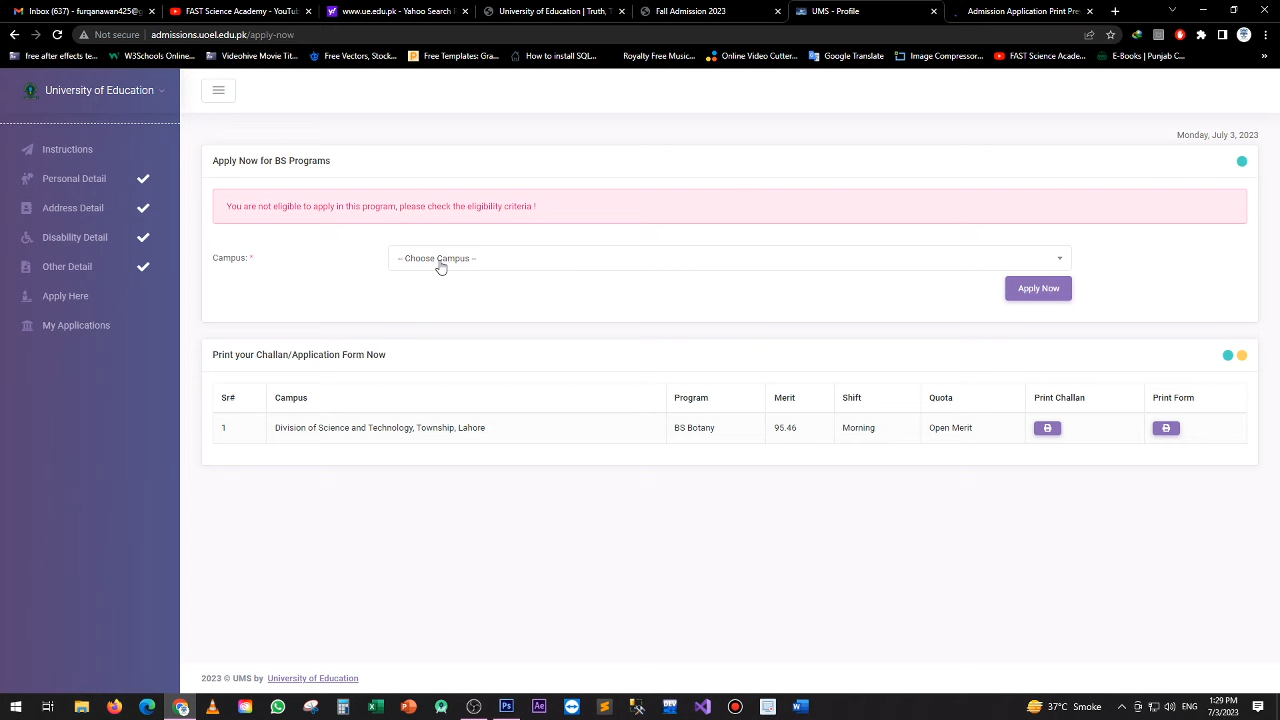 Inbox (637) - furqanawan425@g
FAST Science Academy - YouTub
www.ue.edu.pk - Yahoo Search R
University of Education | Truth
Fall Admission 2023
UMS - Profile
Admission Application Print Pre
Not secure
admissions.uoel.edu.pk/apply-now
free after effects te...
W3Schools Online...
Videohive Movie Titl...
Free Vectors, Stock...
Free Templates: Gra...
How to install SQL...
Royalty Free Music...
Online Video Cutter...
Google Translate
Image Compressor...
FAST Science Acade...
E-Books | Punjab C...
University of Education
Instructions
Personal Detail
Address Detail
Disability Detail
Other Detail
Apply Here
My Applications
Monday, July 3, 2023
Apply Now for BS Programs
You are not eligible to apply in this program, please check the eligibility criteria !
Campus: * -- Choose Campus --
Apply Now
Print your Challan/Application Form Now
Sr# Campus Program Merit Shift Quota Print Challan Print Form
1 Division of Science and Technology, Township, Lahore BS Botany 95.46 Morning Open Merit
2023 © UMS by University of Education
37°C Smoke
1:29 PM
7/3/2023